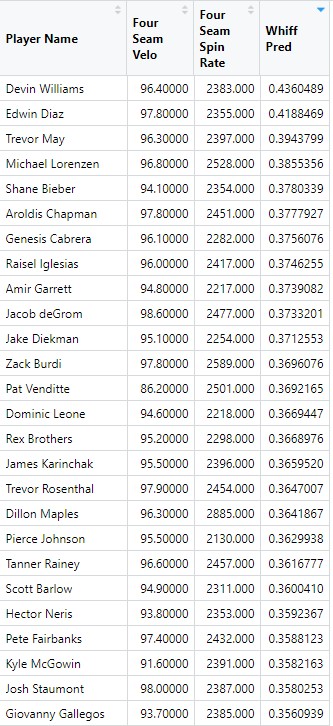 Player Name Four Seam Velo Four Seam Spin Rate Whiff Pred
Devin Williams 96.40000 2383.000 0.4360489
Edwin Diaz 97.80000 2355.000 0.4188469
Trevor May 96.30000 2397.000 0.3943799
Michael Lorenzen 96.80000 2528.000 0.3855356
Shane Bieber 94.10000 2354.000 0.3780339
Aroldis Chapman 97.80000 2451.000 0.3777927
Genesis Cabrera 96.10000 2282.000 0.3756076
Raisel Iglesias 96.00000 2417.000 0.3746255
Amir Garrett 94.80000 2217.000 0.3739082
Jacob deGrom 98.60000 2477.000 0.3733201
Jake Diekman 95.10000 2254.000 0.3712553
Zack Burdi 97.80000 2589.000 0.3696076
Pat Venditte 86.20000 2501.000 0.3692165
Dominic Leone 94.60000 2218.000 0.3669447
Rex Brothers 95.20000 2298.000 0.3668976
James Karinchak 95.50000 2396.000 0.3659520
Trevor Rosenthal 97.90000 2454.000 0.3647007
Dillon Maples 96.30000 2885.000 0.3641867
Pierce Johnson 95.50000 2130.000 0.3629938
Tanner Rainey 96.60000 2457.000 0.3616777
Scott Barlow 94.90000 2311.000 0.3600410
Hector Neris 93.80000 2353.000 0.3592367
Pete Fairbanks 97.40000 2432.000 0.3588123
Kyle McGowin 91.60000 2391.000 0.3582163
Josh Staumont 98.00000 2387.000 0.3580253
Giovanny Gallegos 93.70000 2385.000 0.3560939